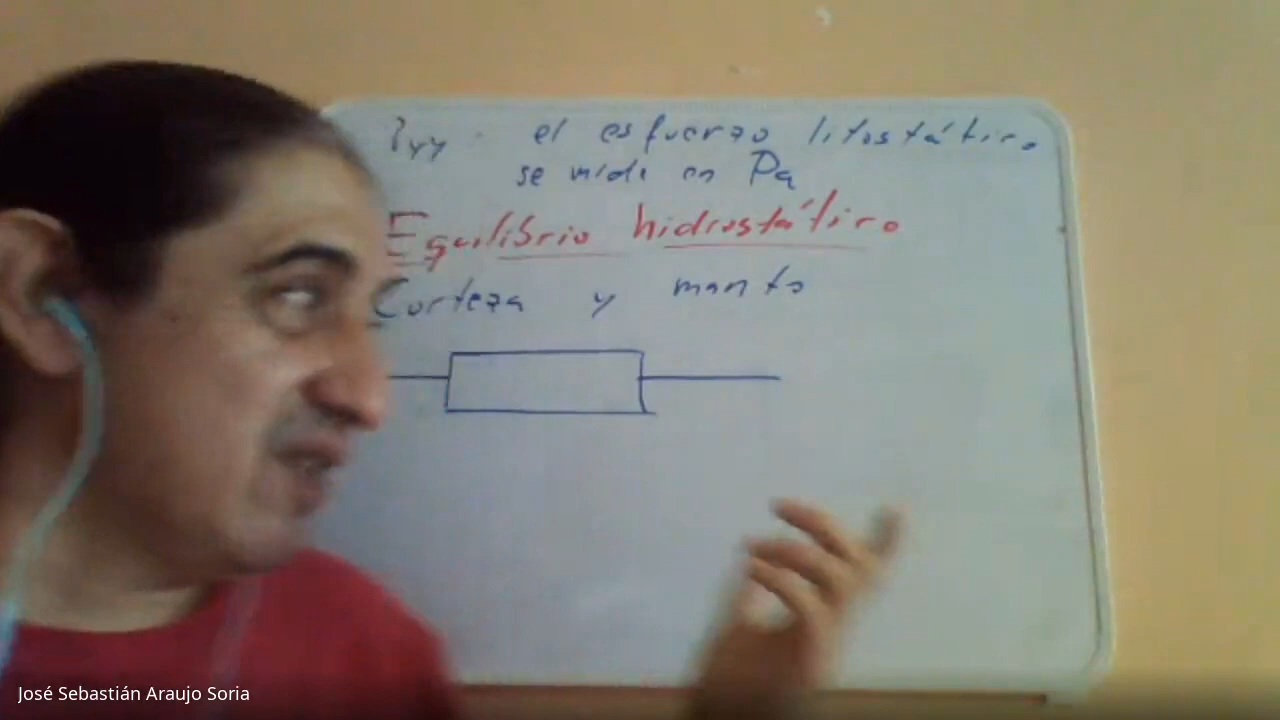 σyy · el esfuerzo litostático
se mide en Pa
Equilibrio hidrostático
Corteza y manto
José Sebastián Araujo Soria